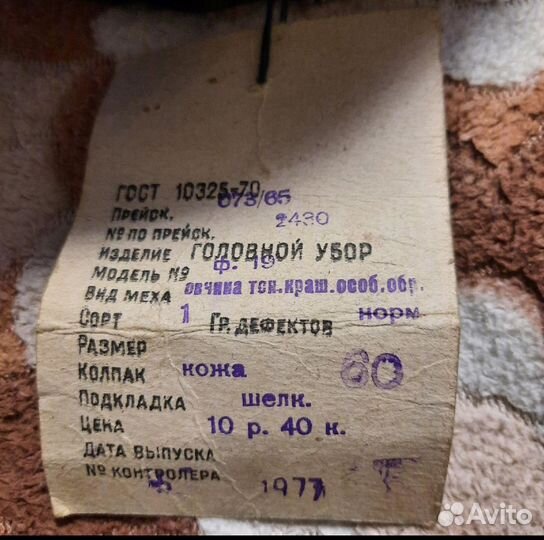 ГОСТ 10325-70
ПРЕЙСК. 073/65
№ ПО ПРЕЙСК. 2430
ИЗДЕЛИЕ ГОЛОВНОЙ УБОР
МОДЕЛЬ № ф. 19
ВИД МЕХА овчина тон.краш.особ.обр.
СОРТ 1 ГР. ДЕФЕКТОВ норм
РАЗМЕР 60
КОЛПАК кожа
ПОДКЛАДКА шелк.
ЦЕНА 10 р. 40 к.
ДАТА ВЫПУСКА
№ КОНТРОЛЕРА 1977
Avito